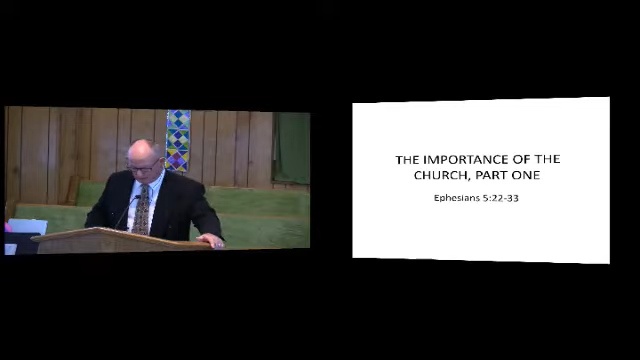 THE IMPORTANCE OF THE
CHURCH, PART ONE
Ephesians 5:22-33